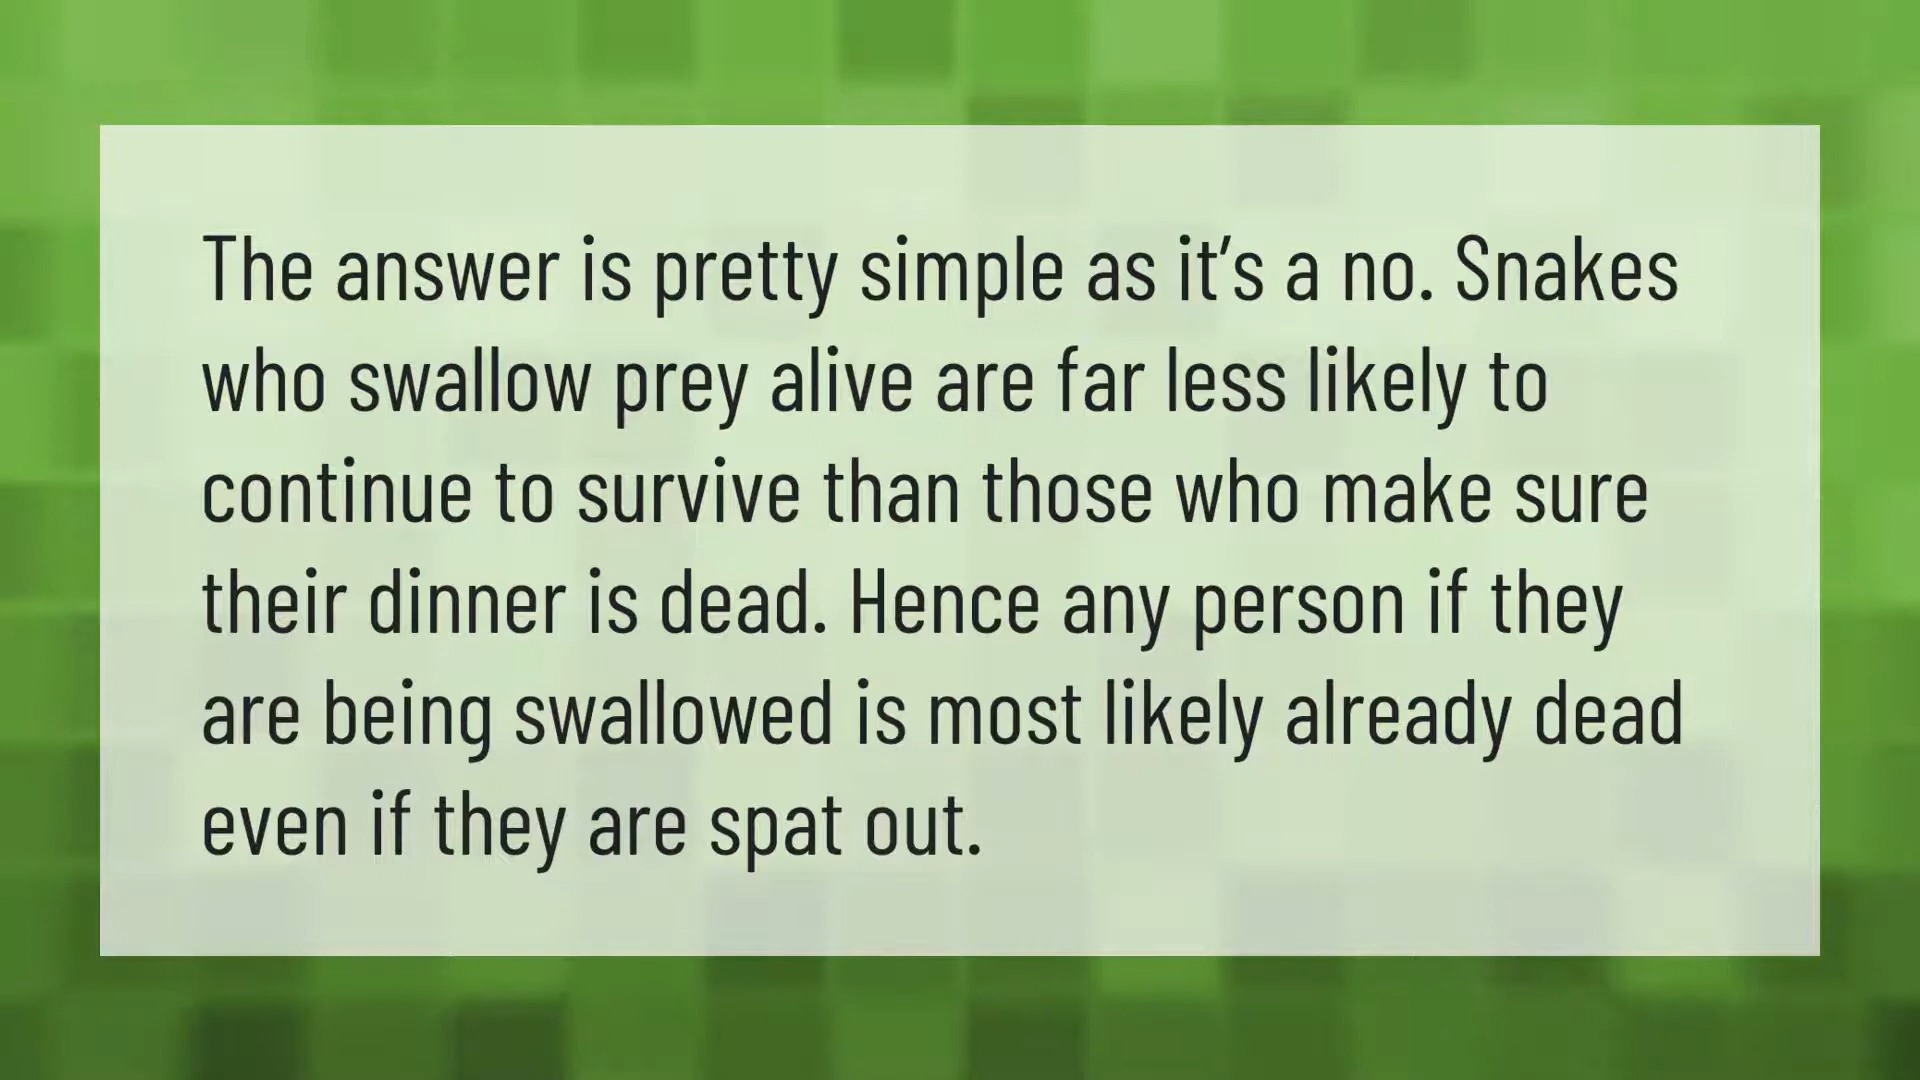 The answer is pretty simple as it’s a no. Snakes
who swallow prey alive are far less likely to
continue to survive than those who make sure
their dinner is dead. Hence any person if they
are being swallowed is most likely already dead
even if they are spat out.